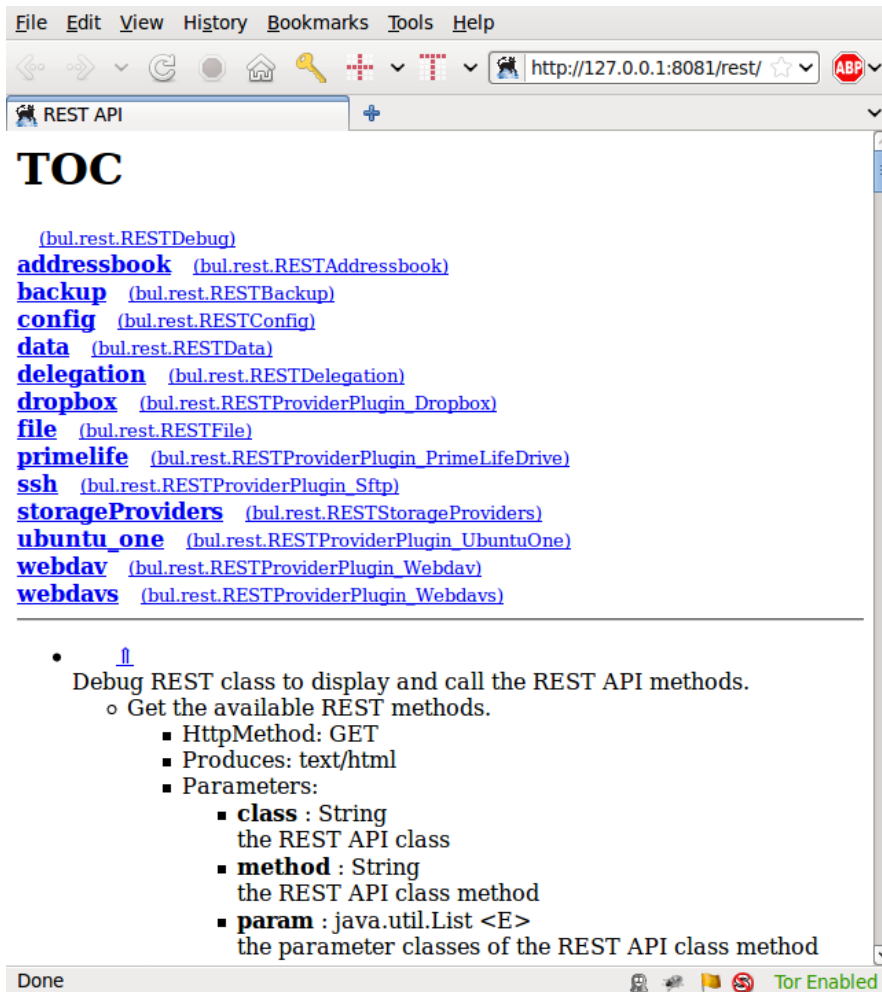 File Edit View History Bookmarks Tools Help
http://127.0.0.1:8081/rest/ ABP
REST API
TOC
(bul.rest.RESTDebug)
addressbook (bul.rest.RESTAddressbook)
backup (bul.rest.RESTBackup)
config (bul.rest.RESTConfig)
data (bul.rest.RESTData)
delegation (bul.rest.RESTDelegation)
dropbox (bul.rest.RESTProviderPlugin_Dropbox)
file (bul.rest.RESTFile)
primelife (bul.rest.RESTProviderPlugin_PrimeLifeDrive)
ssh (bul.rest.RESTProviderPlugin_Sftp)
storageProviders (bul.rest.RESTStorageProviders)
ubuntu_one (bul.rest.RESTProviderPlugin_UbuntuOne)
webdav (bul.rest.RESTProviderPlugin_Webdav)
webdavs (bul.rest.RESTProviderPlugin_Webdavs)
⇑
Debug REST class to display and call the REST API methods.
Get the available REST methods.
HttpMethod: GET
Produces: text/html
Parameters:
class : String
the REST API class
method : String
the REST API class method
param : java.util.List <E>
the parameter classes of the REST API class method
Done Tor Enabled